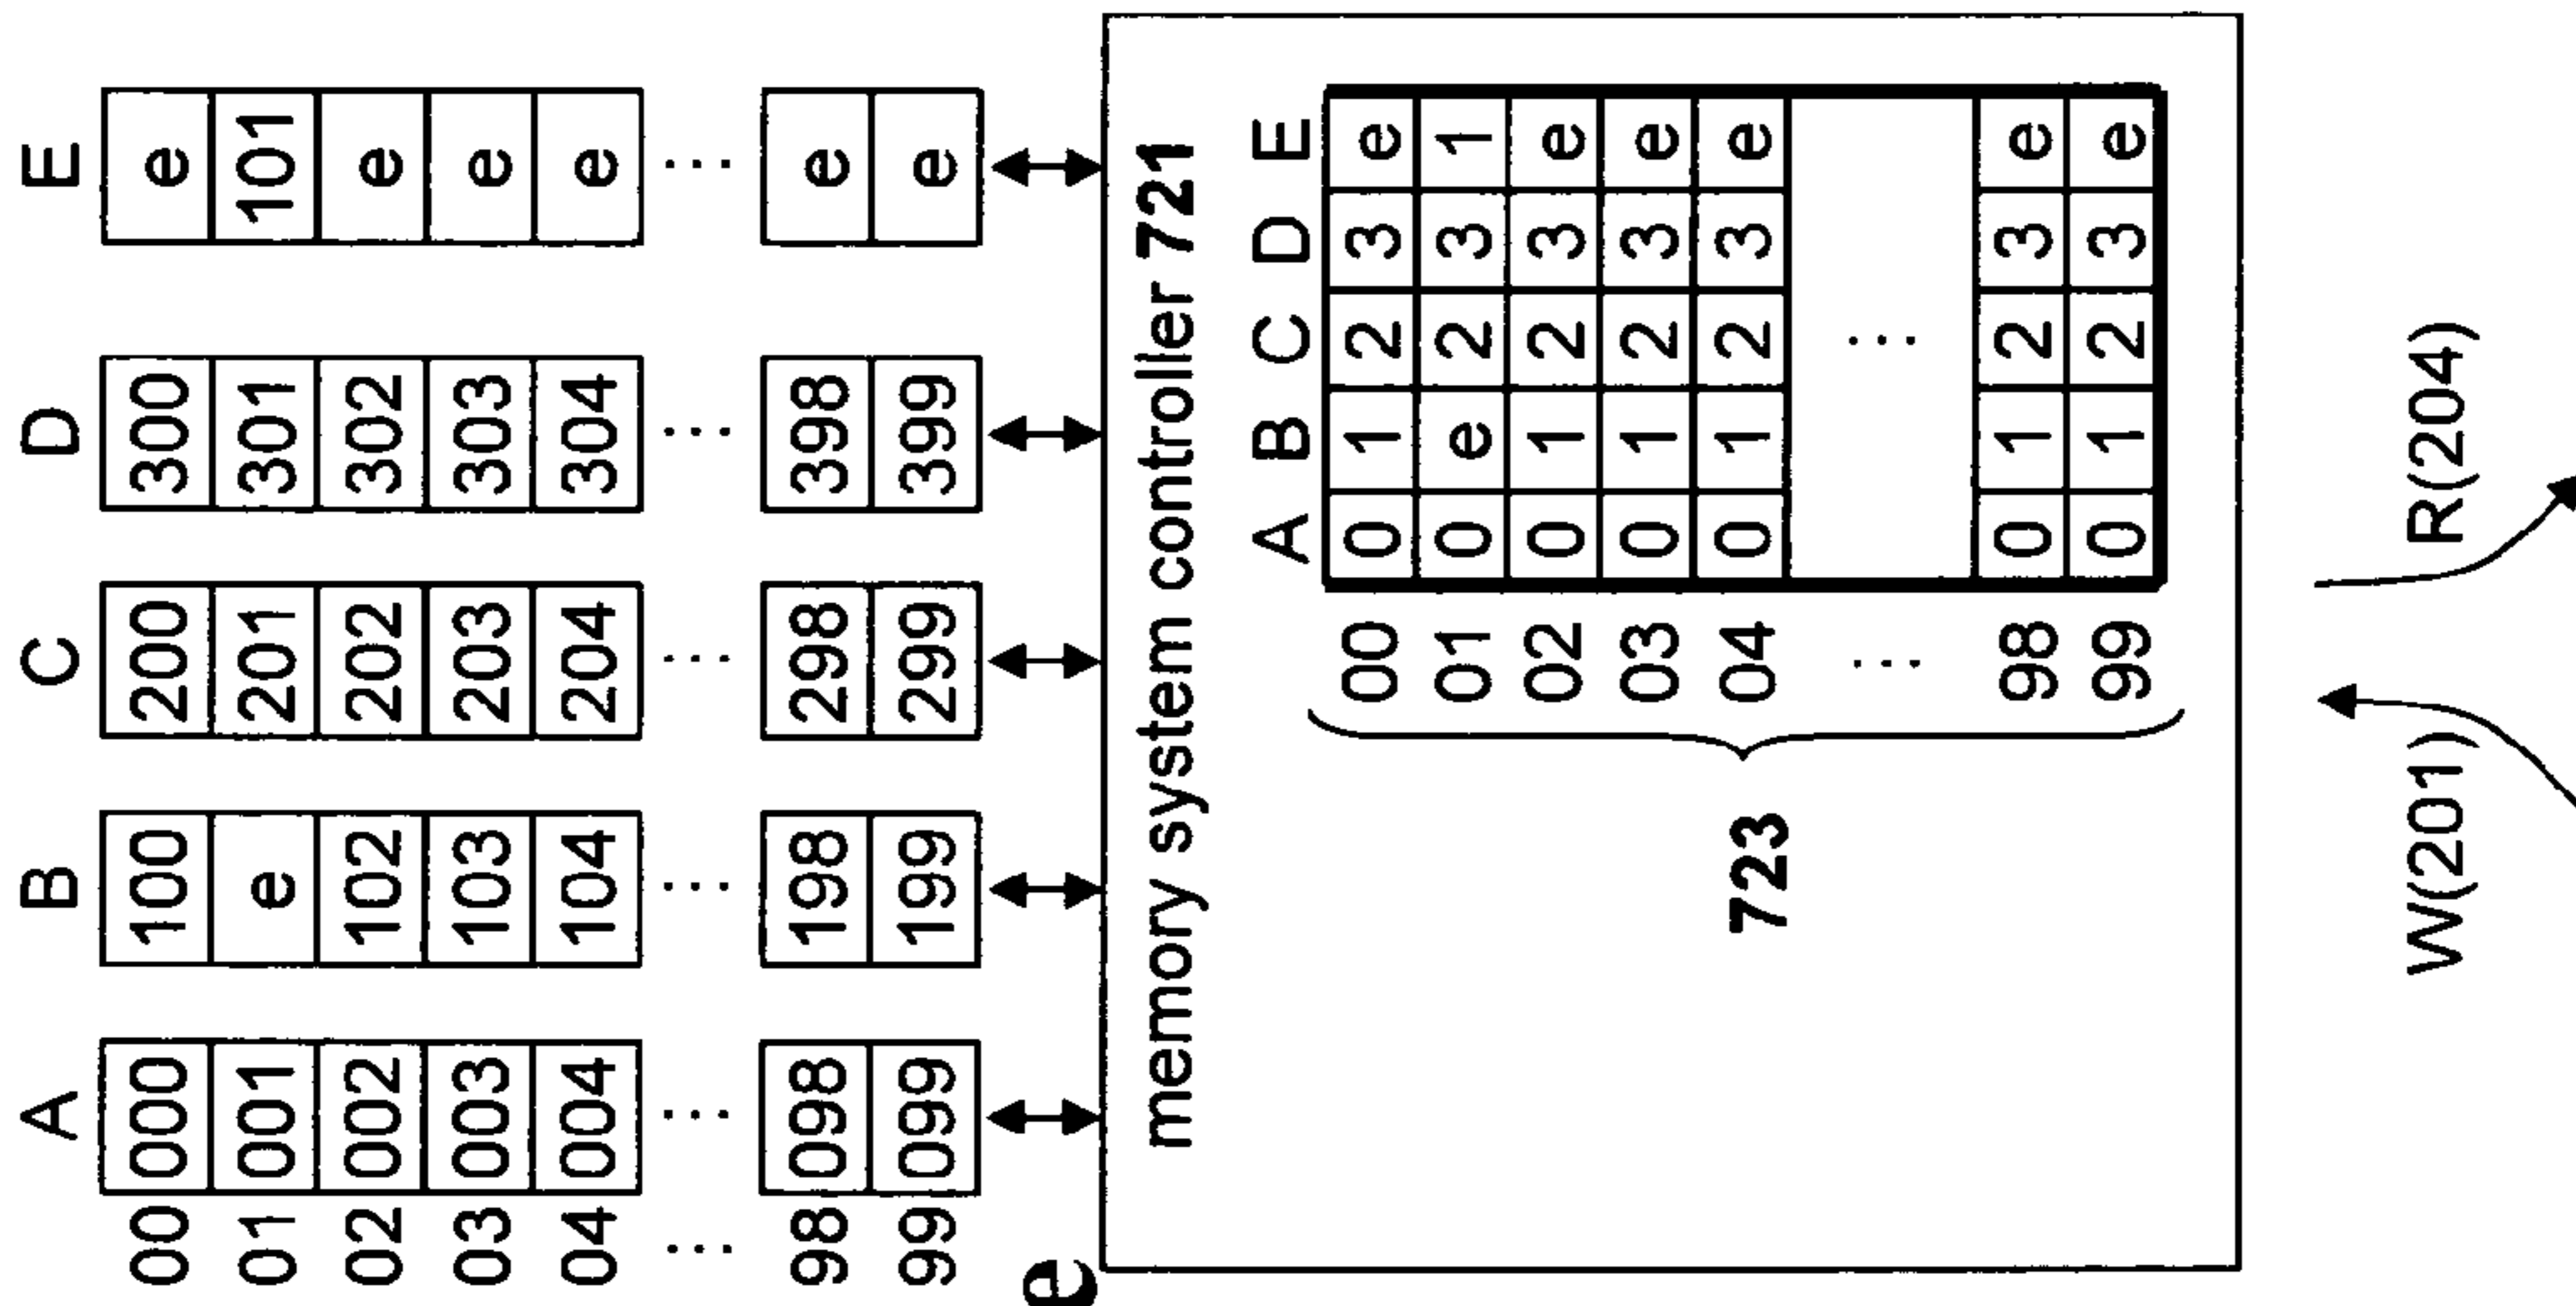 A B C D E
00 000 100 200 300 e
01 001 e 201 301 101
02 002 102 202 302 e
03 003 103 203 303 e
04 004 104 204 304 e
... ... ... ... ... ...
98 098 198 298 398 e
99 099 199 299 399 e
e
memory system controller 721
A B C D E
00 0 1 2 3 e
01 0 e 2 3 1
02 0 1 2 3 e
03 0 1 2 3 e
723 04 0 1 2 3 e
... ...
98 0 1 2 3 e
99 0 1 2 3 e
W(201) R(204)